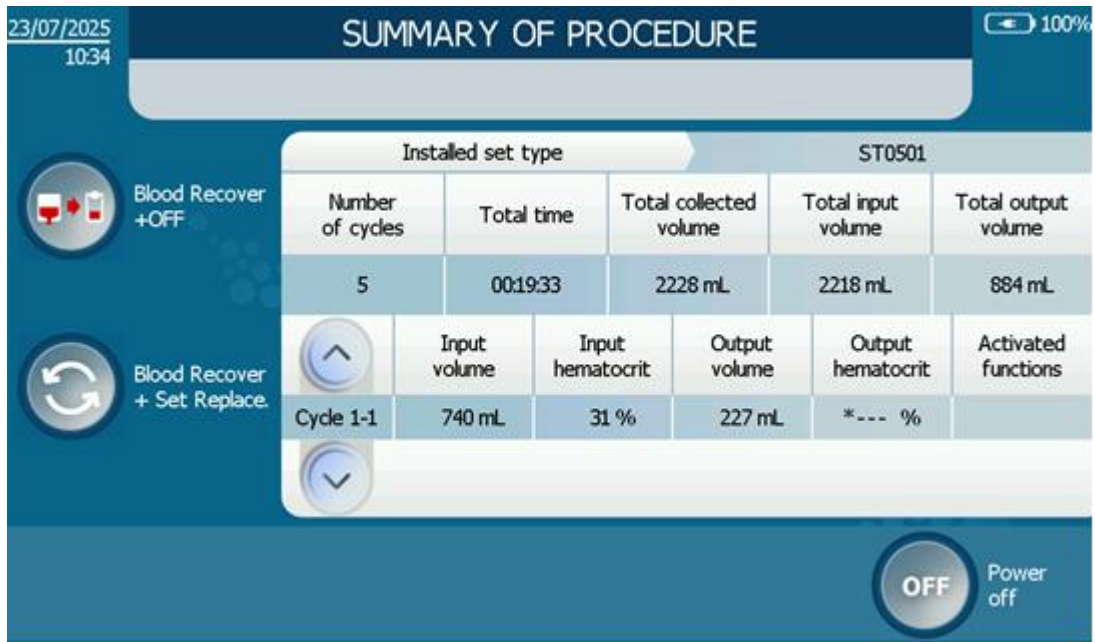 23/07/2025
10:34
SUMMARY OF PROCEDURE
100%
Installed set type
ST0501
Blood Recover
+OFF
Number
of cycles
Total time
Total collected
volume
Total input
volume
Total output
volume
5
00:19:33
2228 mL
2218 mL
884 mL
Blood Recover
+ Set Replace.
Input
volume
Input
hematocrit
Output
volume
Output
hematocrit
Activated
functions
Cycle 1-1
740 mL
31 %
227 mL
*--- %
OFF
Power
off